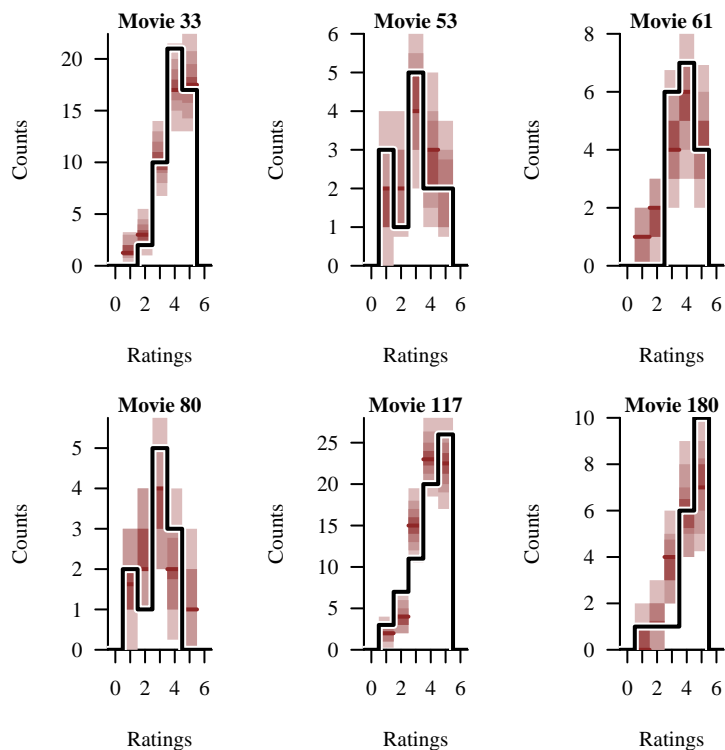 Movie 33 Movie 53 Movie 61
20 15 10 5 0
6 5 4 3 2 1 0
8 6 4 2 0
Counts Counts Counts
0 2 4 6 0 2 4 6 0 2 4 6
Ratings Ratings Ratings
Movie 80 Movie 117 Movie 180
5 4 3 2 1 0
25 20 15 10 5 0
10 8 6 4 2 0
Counts Counts Counts
0 2 4 6 0 2 4 6 0 2 4 6
Ratings Ratings Ratings